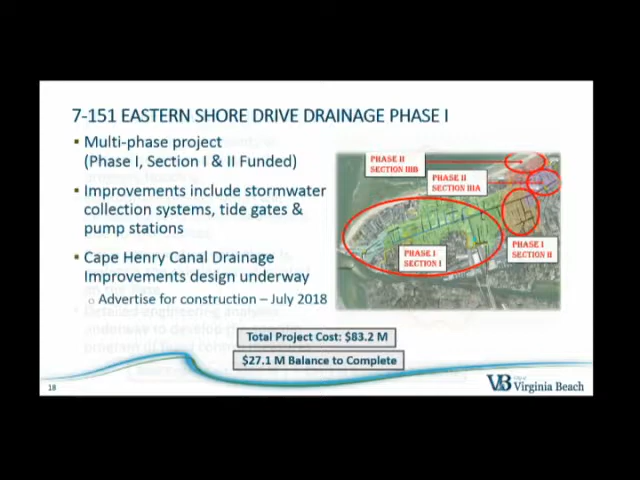 7-151 EASTERN SHORE DRIVE DRAINAGE PHASE I
▪ Multi-phase project
(Phase I, Section I & II Funded)
▪ Improvements include stormwater
collection systems, tide gates &
pump stations
▪ Cape Henry Canal Drainage
Improvements design underway
○ Advertise for construction – July 2018
PHASE II
SECTION IIIB
PHASE II
SECTION IIIA
PHASE I
SECTION I
PHASE I
SECTION II
Total Project Cost: $83.2 M
$27.1 M Balance to Complete
18
VB
City of
Virginia Beach